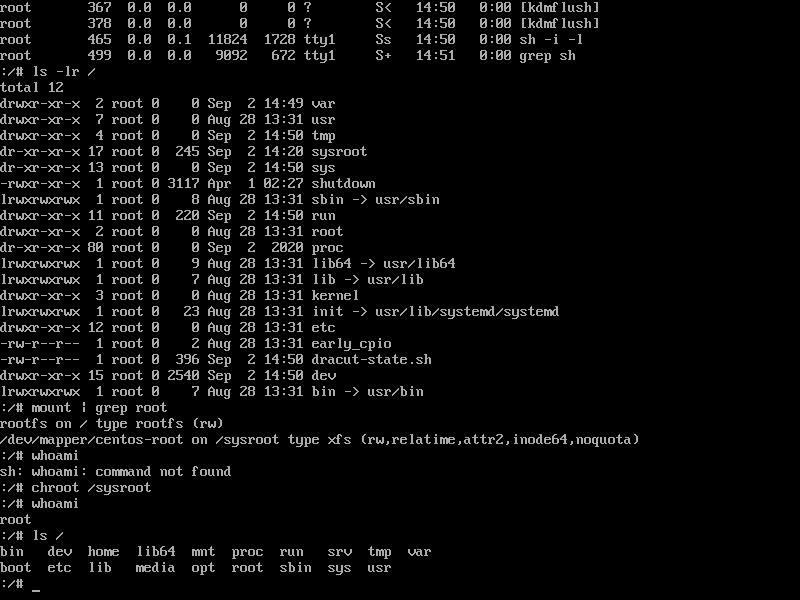 root       367  0.0  0.0      0     0 ?        S<   14:50   0:00 [kdmflush]
root       378  0.0  0.0      0     0 ?        S<   14:50   0:00 [kdmflush]
root       465  0.0  0.1  11824  1728 tty1     Ss   14:50   0:00 sh -i -l
root       499  0.0  0.0   9092   672 tty1     S+   14:51   0:00 grep sh
:/# ls -lr /
total 12
drwxr-xr-x  2 root 0    0 Sep  2 14:49 var
drwxr-xr-x  7 root 0    0 Aug 28 13:31 usr
drwxr-xr-x  4 root 0    0 Sep  2 14:50 tmp
dr-xr-xr-x 17 root 0  245 Sep  2 14:20 sysroot
dr-xr-xr-x 13 root 0    0 Sep  2 14:50 sys
-rwxr-xr-x  1 root 0 3117 Apr  1 02:27 shutdown
lrwxrwxrwx  1 root 0    8 Aug 28 13:31 sbin -> usr/sbin
drwxr-xr-x 11 root 0  220 Sep  2 14:50 run
drwxr-xr-x  2 root 0    0 Aug 28 13:31 root
dr-xr-xr-x 80 root 0    0 Sep  2  2020 proc
lrwxrwxrwx  1 root 0    9 Aug 28 13:31 lib64 -> usr/lib64
lrwxrwxrwx  1 root 0    7 Aug 28 13:31 lib -> usr/lib
drwxr-xr-x  3 root 0    0 Aug 28 13:31 kernel
lrwxrwxrwx  1 root 0   23 Aug 28 13:31 init -> usr/lib/systemd/systemd
drwxr-xr-x 12 root 0    0 Aug 28 13:31 etc
-rw-r--r--  1 root 0    2 Aug 28 13:31 early_cpio
-rw-r--r--  1 root 0  396 Sep  2 14:50 dracut-state.sh
drwxr-xr-x 15 root 0 2540 Sep  2 14:50 dev
lrwxrwxrwx  1 root 0    7 Aug 28 13:31 bin -> usr/bin
:/# mount | grep root
rootfs on / type rootfs (rw)
/dev/mapper/centos-root on /sysroot type xfs (rw,relatime,attr2,inode64,noquota)
:/# whoami
sh: whoami: command not found
:/# chroot /sysroot
:/# whoami
root
:/# ls /
bin   dev  home  lib64  mnt  proc  run   srv  tmp  var
boot  etc  lib   media  opt  root  sbin  sys  usr
:/# _